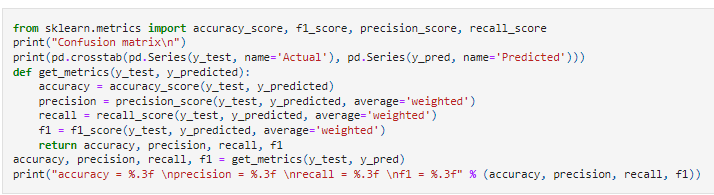 from sklearn.metrics import accuracy_score, f1_score, precision_score, recall_score
print("Confusion matrix\n")
print(pd.crosstab(pd.Series(y_test, name='Actual'), pd.Series(y_pred, name='Predicted')))
def get_metrics(y_test, y_predicted):
    accuracy = accuracy_score(y_test, y_predicted)
    precision = precision_score(y_test, y_predicted, average='weighted')
    recall = recall_score(y_test, y_predicted, average='weighted')
    f1 = f1_score(y_test, y_predicted, average='weighted')
    return accuracy, precision, recall, f1
accuracy, precision, recall, f1 = get_metrics(y_test, y_pred)
print("accuracy = %.3f \nprecision = %.3f \nrecall = %.3f \nf1 = %.3f" % (accuracy, precision, recall, f1))